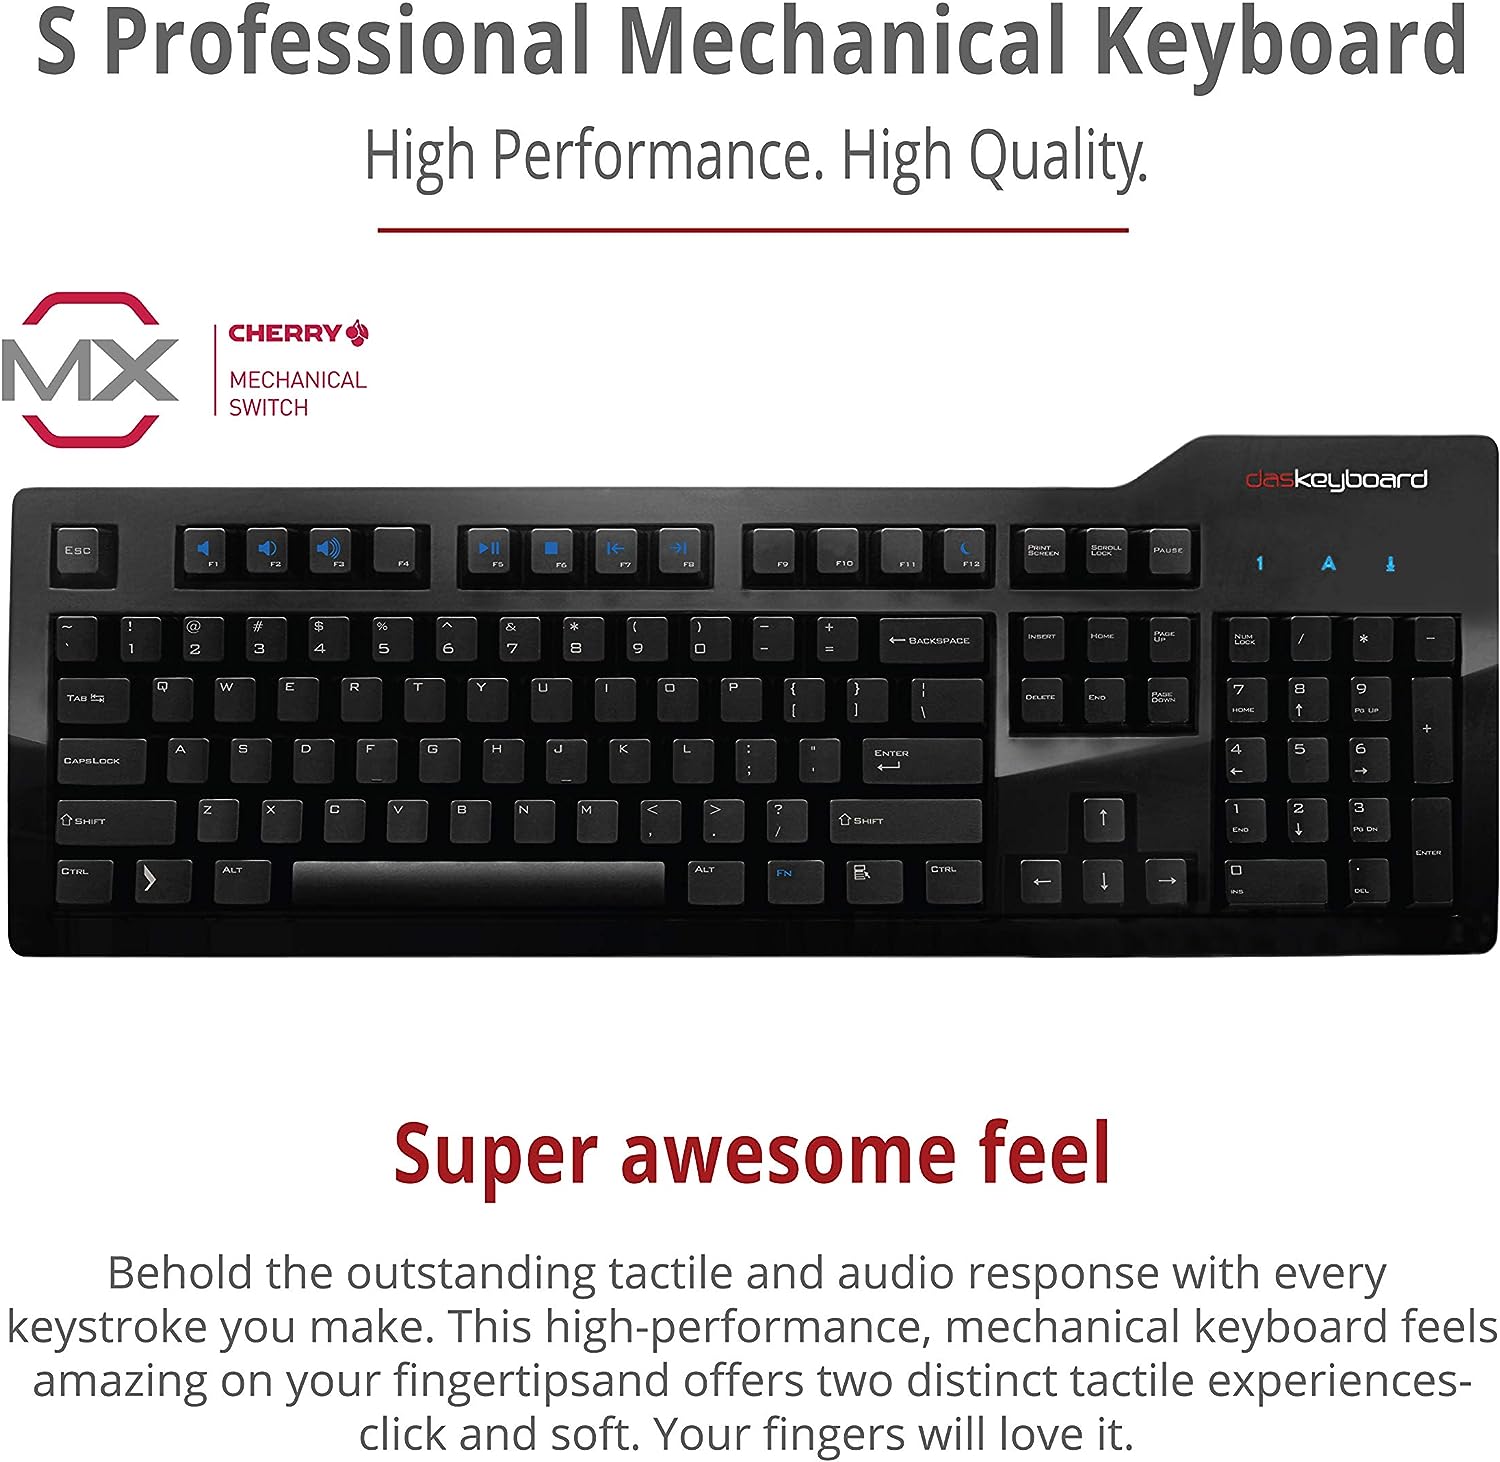 S Professional Mechanical Keyboard
High Performance. High Quality.
MX
CHERRY
MECHANICAL
SWITCH
daskeyboard
1 A
Esc F1 F2 F3 F4 F5 F6 F7 F8 F9 F10 F11 F12 PRINT SCREEN SCROLL LOCK PAUSE
~ ` ! 1 @ 2 # 3 $ 4 % 5 ^ 6 & 7 * 8 ( 9 ) 0 _ - + = ← BACKSPACE INSERT HOME PAGE UP NUM LOCK / * -
TAB Q W E R T Y U I O P { [ } ] ¦ \ DELETE END PAGE DOWN 7 HOME 8 ↑ 9 PG UP +
CAPSLOCK A S D F G H J K L : ; " ' ENTER 4 ← 5 6 →
SHIFT Z X C V B N M < , > . ? / SHIFT ↑ 1 END 2 ↓ 3 PG DN ENTER
CTRL ALT ALT FN CTRL ← ↓ → 0 INS . DEL
Super awesome feel
Behold the outstanding tactile and audio response with every
keystroke you make. This high-performance, mechanical keyboard feels
amazing on your fingertipsand offers two distinct tactile experiences-
click and soft. Your fingers will love it.